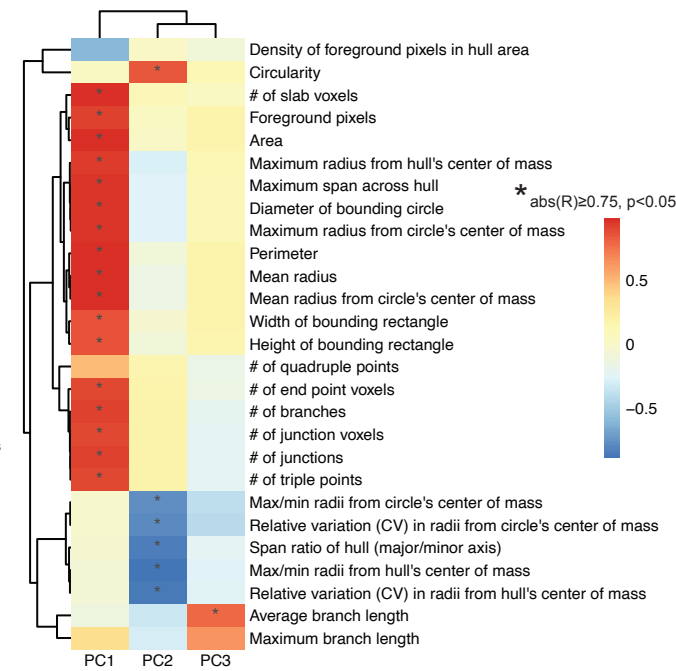 Density of foreground pixels in hull area
* Circularity
* # of slab voxels
* Foreground pixels
* Area
* Maximum radius from hull's center of mass
* Maximum span across hull
* abs(R)≥0.75, p<0.05
* Diameter of bounding circle
* Maximum radius from circle's center of mass
* Perimeter
* Mean radius
0.5
* Mean radius from circle's center of mass
* Width of bounding rectangle
* Height of bounding rectangle
0
# of quadruple points
* # of end point voxels
* # of branches
−0.5
* # of junction voxels
* # of junctions
* # of triple points
* Max/min radii from circle's center of mass
* Relative variation (CV) in radii from circle's center of mass
* Span ratio of hull (major/minor axis)
* Max/min radii from hull's center of mass
* Relative variation (CV) in radii from hull's center of mass
* Average branch length
Maximum branch length
PC1 PC2 PC3